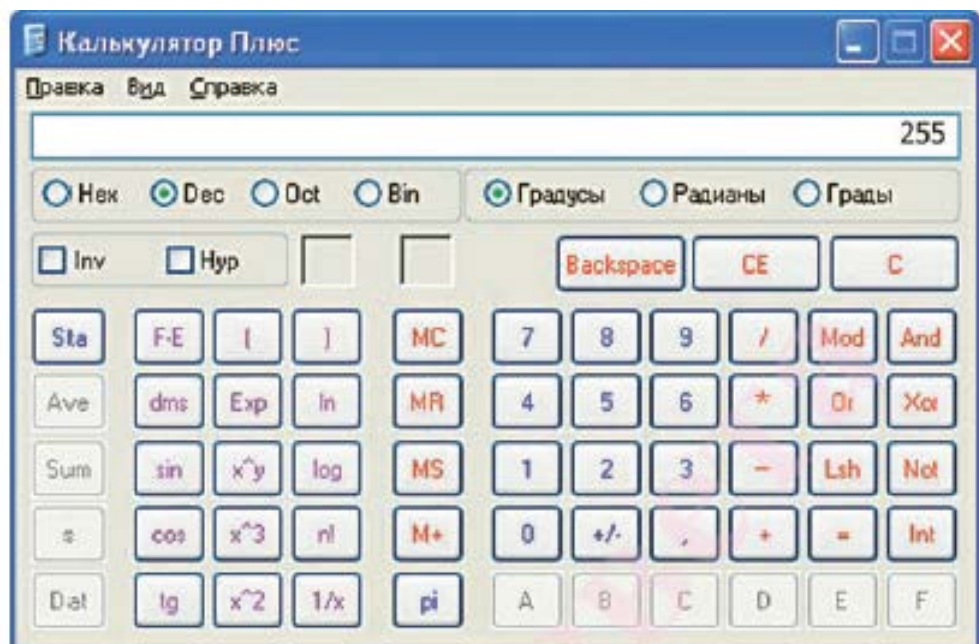 Калькулятор Плюс
Правка Вид Справка
255
Hex Dec Oct Bin Градусы Радианы Грады
Inv Hyp Backspace CE C
Sta F-E ( ) MC 7 8 9 / Mod And
Ave dms Exp ln MR 4 5 6 * Or Xor
Sum sin x^y log MS 1 2 3 − Lsh Not
s cos x^3 n! M+ 0 +/- , + = Int
Dat tg x^2 1/x pi A B C D E F